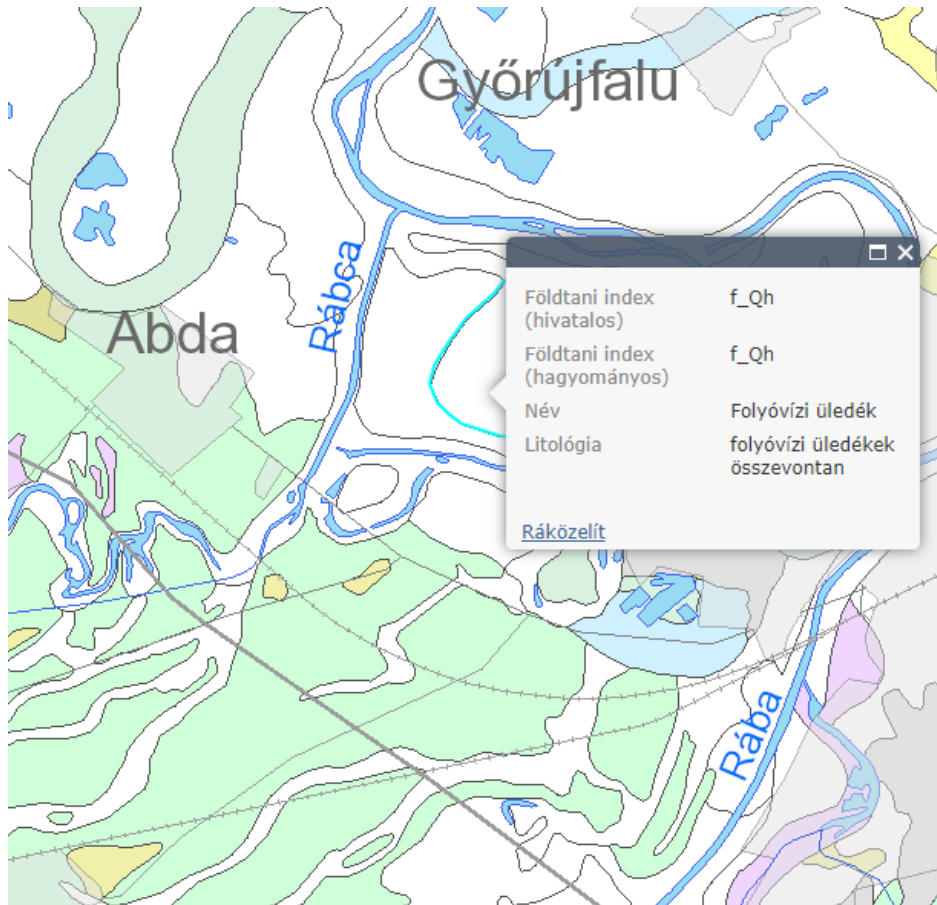 Győrújfalu
Rábca
Abda
Földtani index f_Qh
(hivatalos)
Földtani index f_Qh
(hagyományos)
Név Folyóvízi üledék
Litológia folyóvízi üledékek
összevontan
Ráközelít
Rába